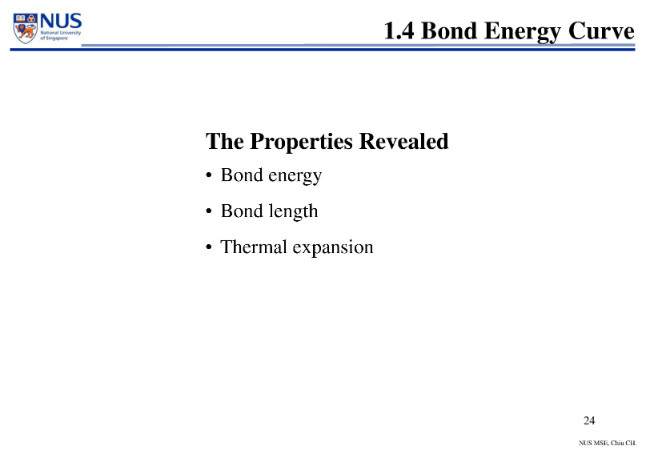 NUS
National University
of Singapore
1.4 Bond Energy Curve
The Properties Revealed
• Bond energy
• Bond length
• Thermal expansion
24
NUS MSE, Chiu CH.